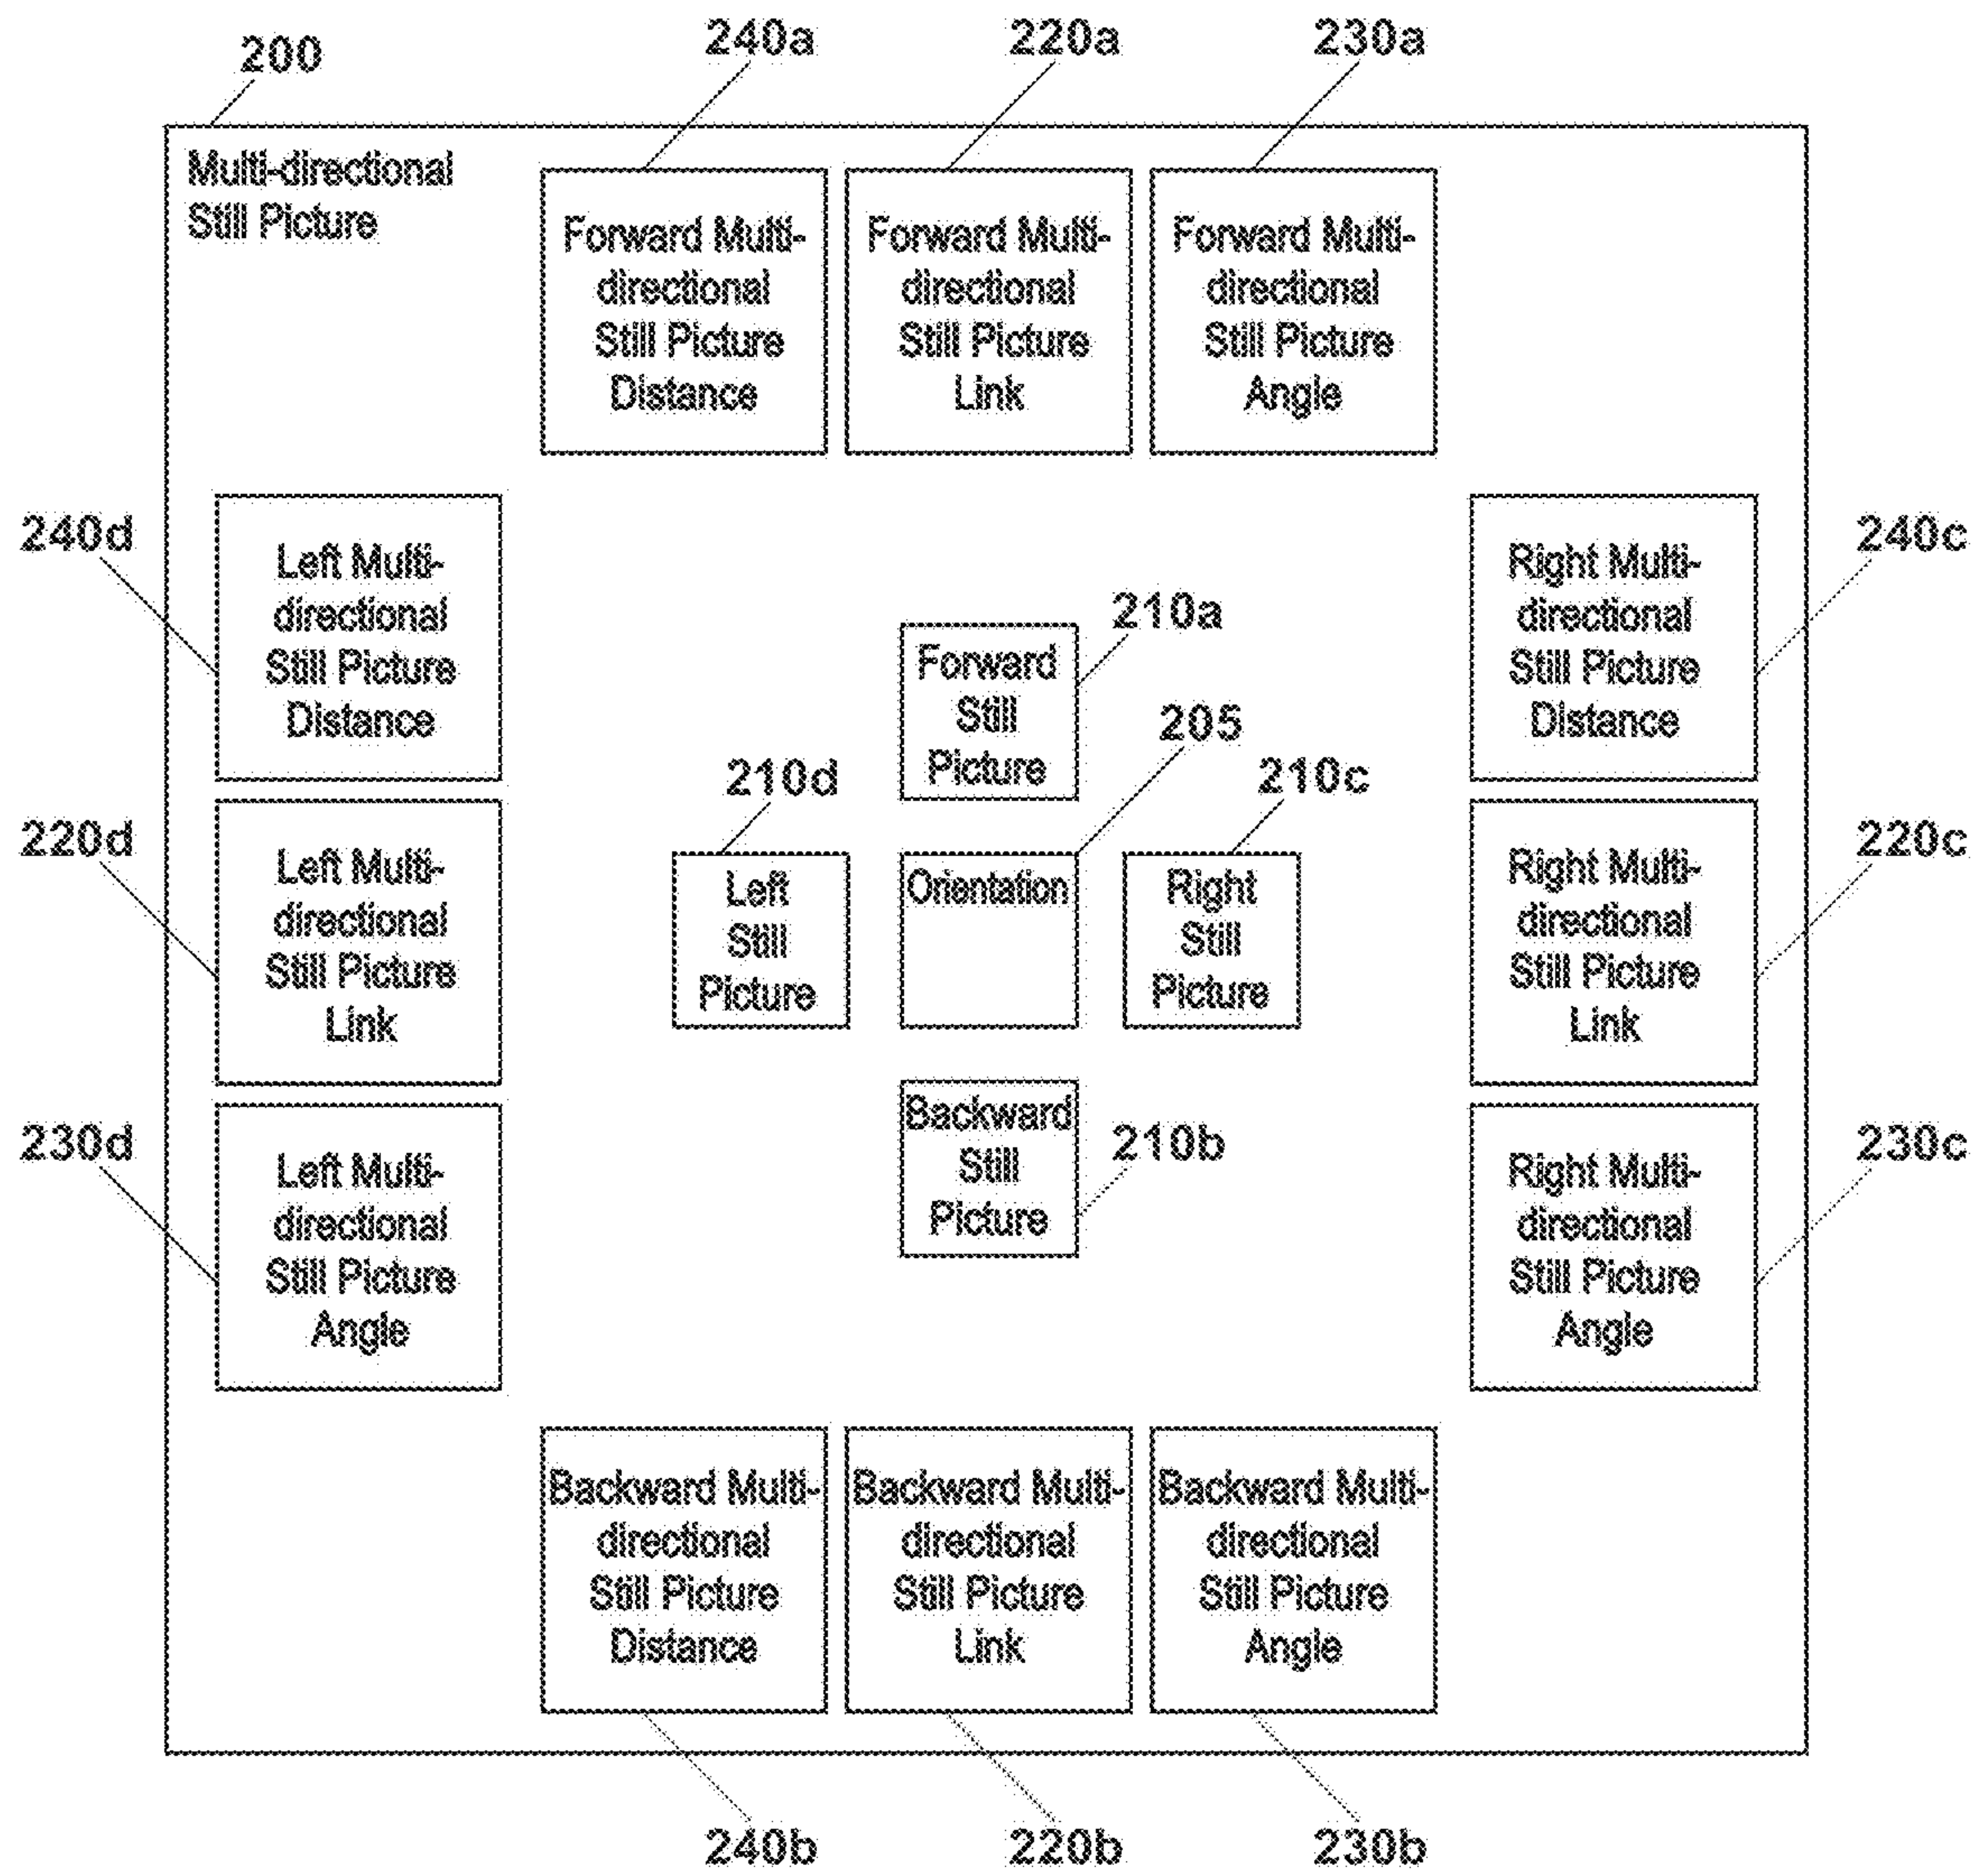 200
240a
220a
230a
Multi-directional
Still Picture
Forward Multi-
directional
Still Picture
Distance
Forward Multi-
directional
Still Picture
Link
Forward Multi-
directional
Still Picture
Angle
240d
Left Multi-
directional
Still Picture
Distance
Right Multi-
directional
Still Picture
Distance
240c
210a
Forward
Still
Picture
205
210d
210c
220d
Left Multi-
directional
Still Picture
Link
Left
Still
Picture
Orientation
Right
Still
Picture
Right Multi-
directional
Still Picture
Link
220c
230d
Left Multi-
directional
Still Picture
Angle
Backward
Still
Picture
210b
Right Multi-
directional
Still Picture
Angle
230c
Backward Multi-
directional
Still Picture
Distance
Backward Multi-
directional
Still Picture
Link
Backward Multi-
directional
Still Picture
Angle
240b
220b
230b